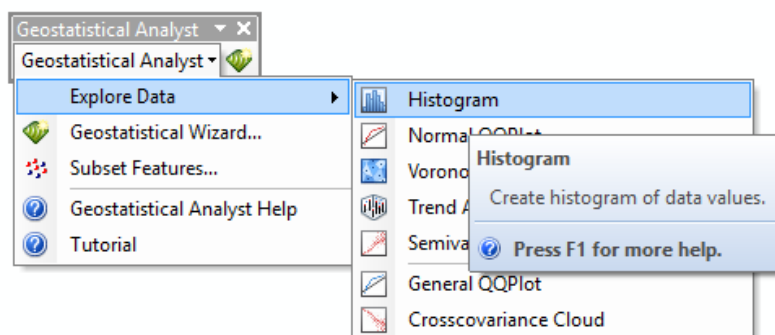 Geostatistical Analyst
Geostatistical Analyst
Explore Data
Geostatistical Wizard...
Subset Features...
Geostatistical Analyst Help
Tutorial
Histogram
Normal QQPlot
Histogram
Create histogram of data values.
Press F1 for more help.
Trend
General QQPlot
Crosscovariance Cloud